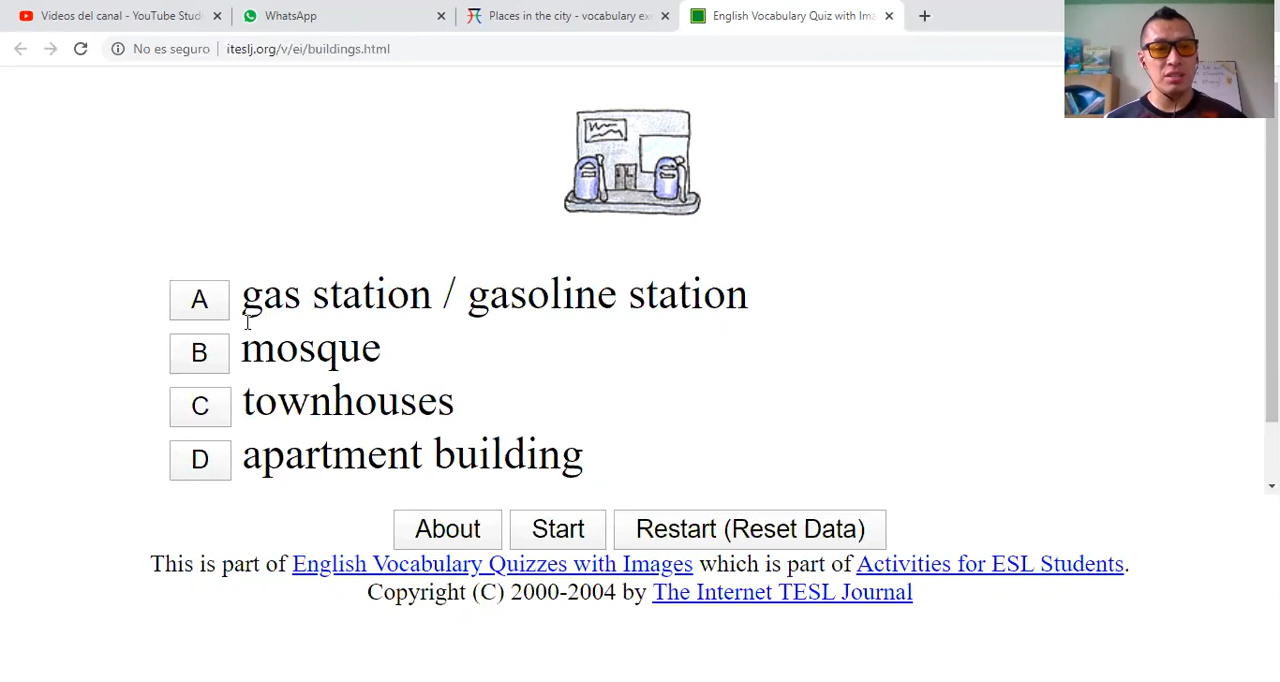 Videos del canal - YouTube Stud
WhatsApp
Places in the city - vocabulary exe
English Vocabulary Quiz with Ima
No es seguro
iteslj.org/v/ei/buildings.html
A gas station / gasoline station
B mosque
C townhouses
D apartment building
About Start Restart (Reset Data)
This is part of English Vocabulary Quizzes with Images which is part of Activities for ESL Students.
Copyright (C) 2000-2004 by The Internet TESL Journal